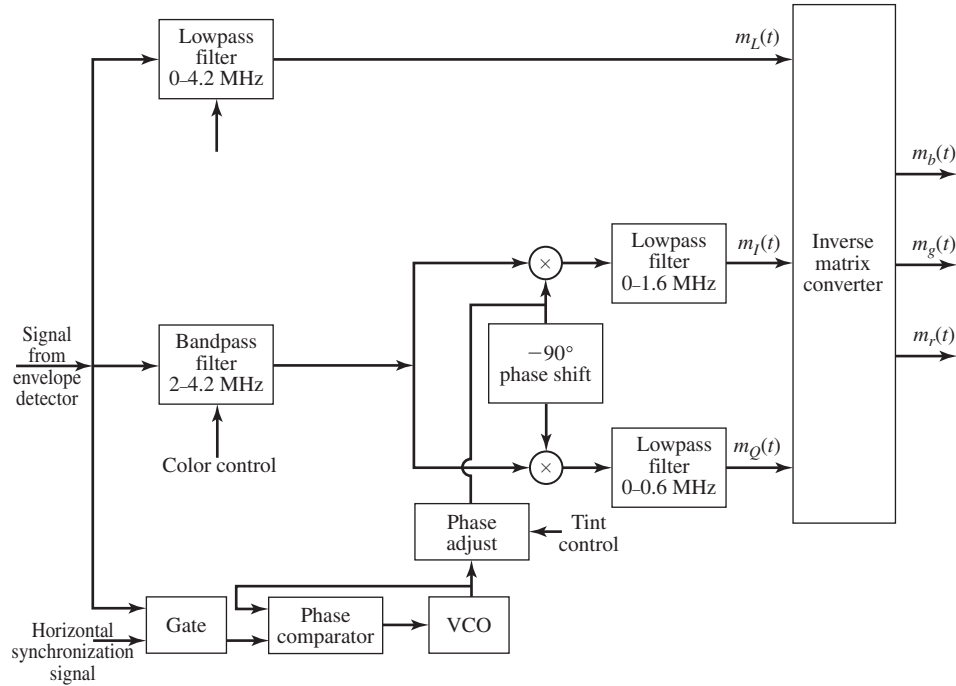 Lowpass
filter
0–4.2 MHz
m_L(t)
m_b(t)
Lowpass
filter
0–1.6 MHz
m_I(t)
Inverse
matrix
converter
m_g(t)
×
Signal
from
envelope
detector
Bandpass
filter
2–4.2 MHz
−90°
phase shift
m_r(t)
Color control
×
Lowpass
filter
0–0.6 MHz
m_Q(t)
Phase
adjust
Tint
control
Horizontal
synchronization
signal
Gate
Phase
comparator
VCO